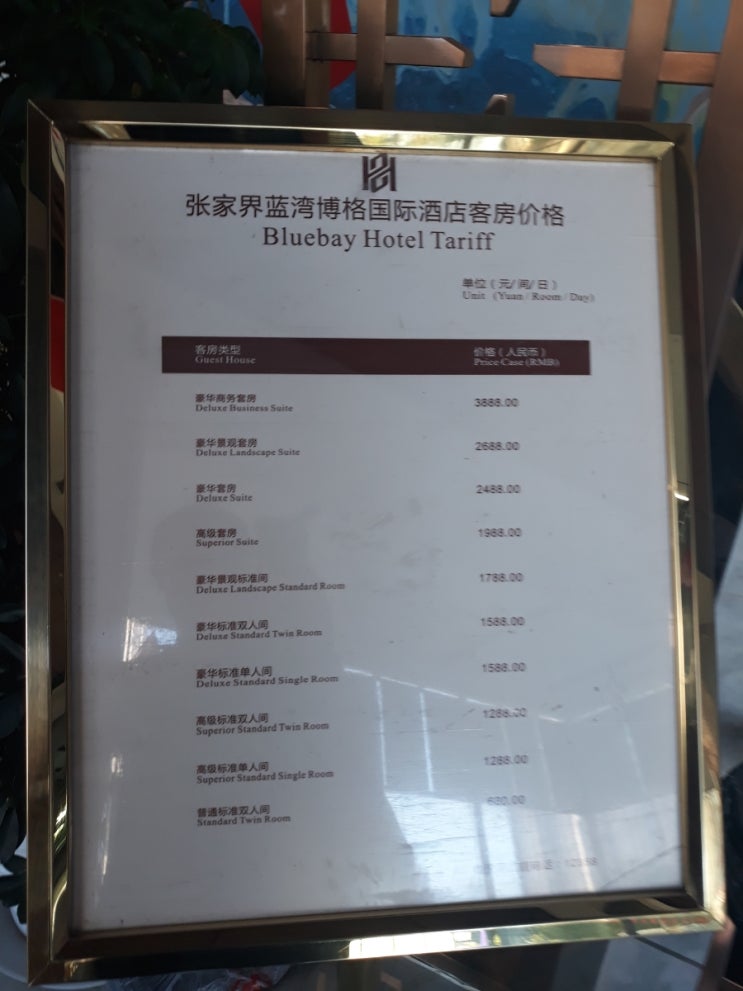 张家界蓝湾博格国际酒店客房价格
Bluebay Hotel Tariff
单位（元/间/日）
Unit (Yuan / Room / Day)
客房类型 价格（人民币）
Guest House Price Case (RMB)
豪华商务套房
Deluxe Business Suite 3888.00
豪华景观套房
Deluxe Landscape Suite 2688.00
豪华套房
Deluxe Suite 2488.00
高级套房
Superior Suite 1988.00
豪华景观标准间
Deluxe Landscape Standard Room 1788.00
豪华标准双人间
Deluxe Standard Twin Room 1588.00
豪华标准单人间
Deluxe Standard Single Room 1588.00
高级标准双人间
Superior Standard Twin Room 1288.00
高级标准单人间
Superior Standard Single Room 1288.00
普通标准双人间
Standard Twin Room